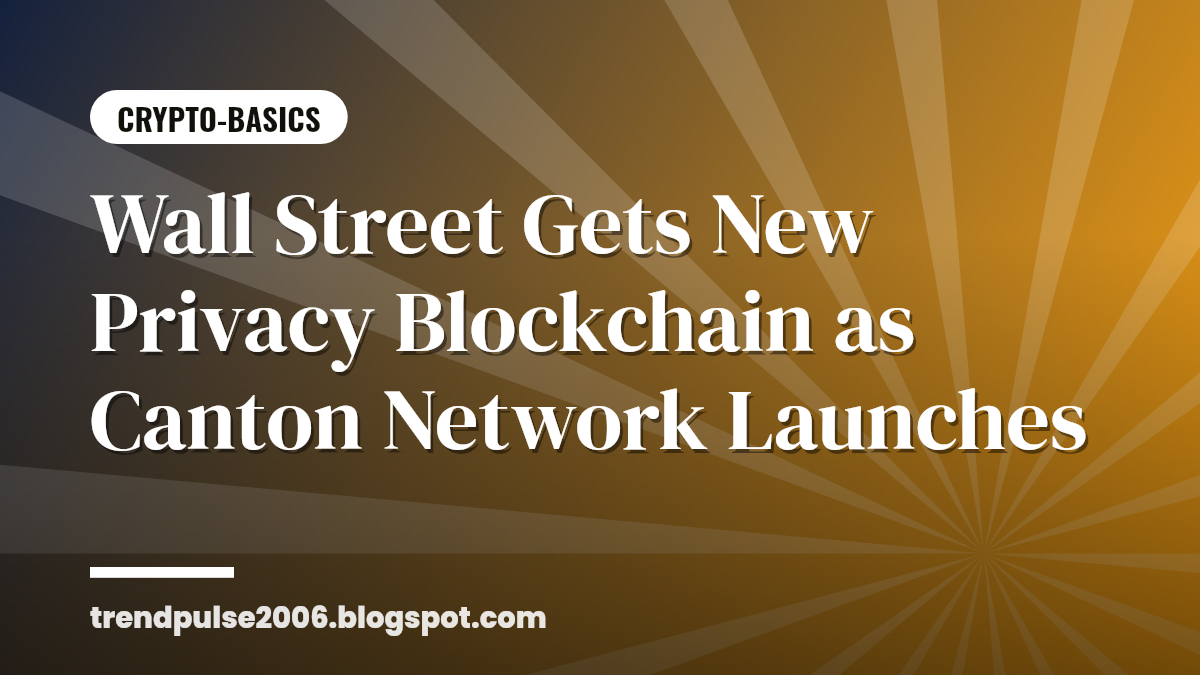 CRYPTO-BASICS
Wall Street Gets New
Privacy Blockchain as
Canton Network Launches
trendpulse2006.blogspot.com